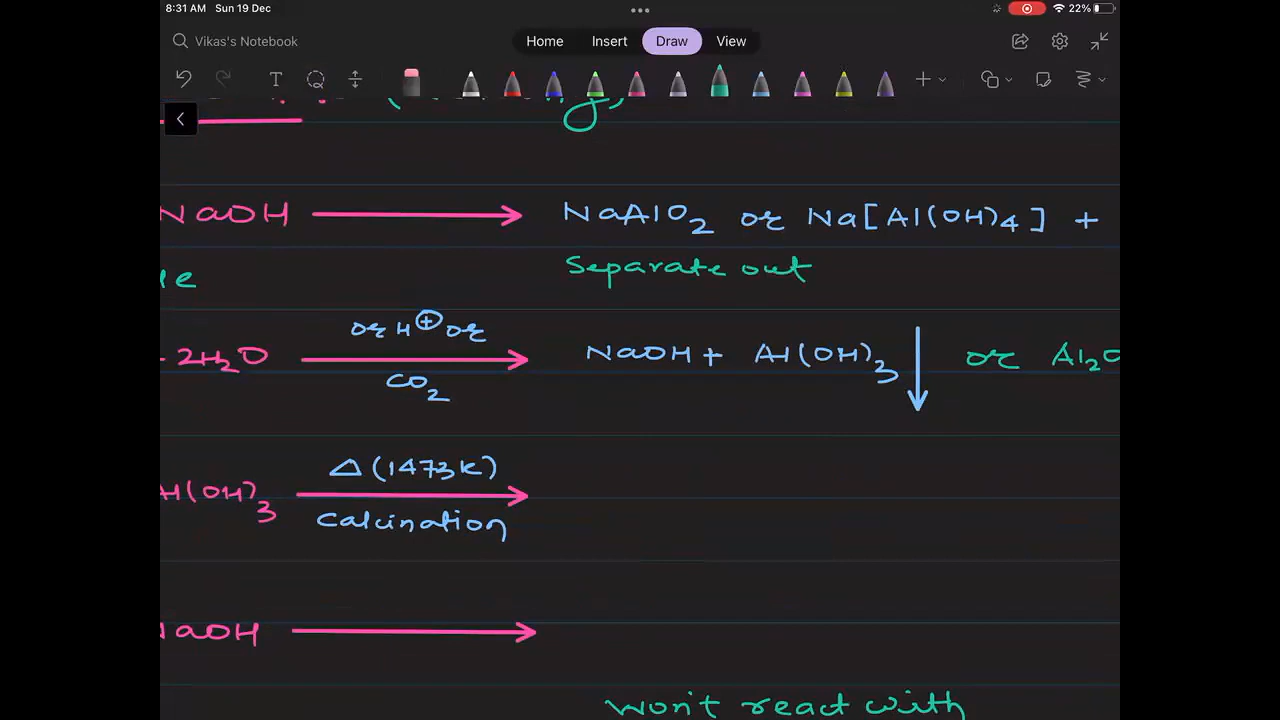 8:31 AM Sun 19 Dec
22%
Vikas's Notebook
Home Insert Draw View
NaOH → NaAlO2 or Na[Al(OH)4] +
Separate out
or H⊕ or
2H2O → NaOH + Al(OH)3 ↓ or Al2O
CO2
Δ(1473K)
Al(OH)3 →
Calcination
NaOH →
won't react with